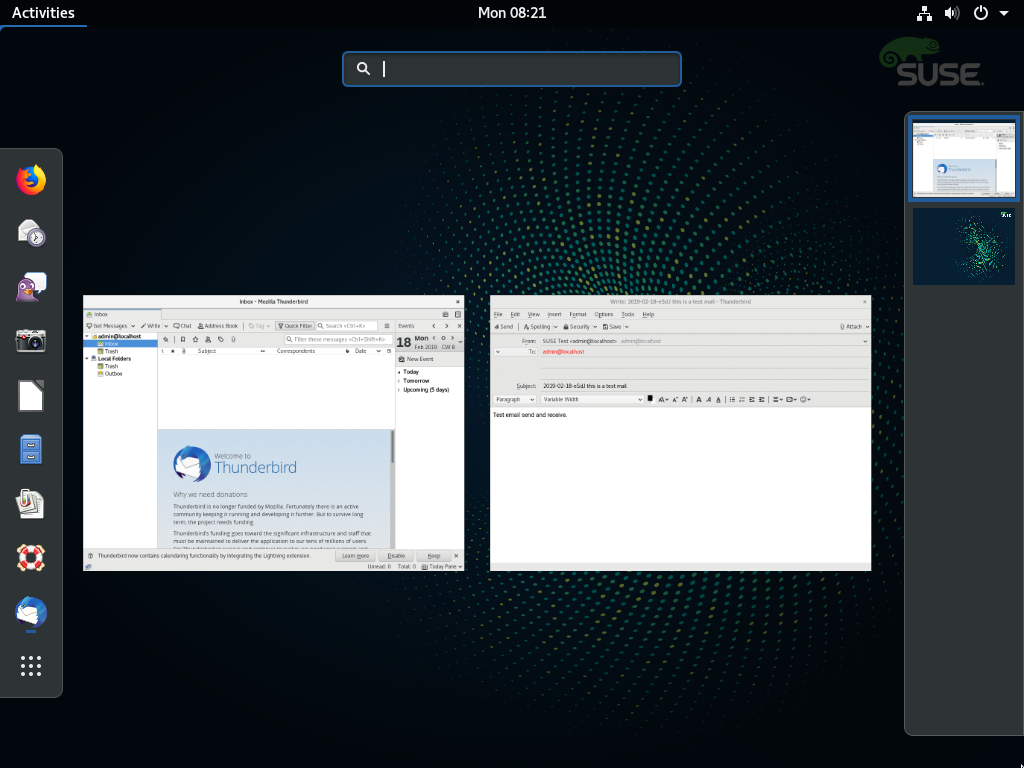 Activities
Mon 08:21
SUSE
Inbox - Mozilla Thunderbird
Inbox
Get Messages Write Chat Address Book Tag Quick Filter Search <Ctrl+K>
Events
admin@localhost
Inbox
Trash
Local Folders
Trash
Outbox
Filter these messages <Ctrl+Shift+K>
Subject Correspondents Date
18 Mon
Feb 2019 CW 8
New Event
Today
Tomorrow
Upcoming (5 days)
Welcome to
Thunderbird
Why we need donations
Thunderbird is no longer funded by Mozilla. Fortunately there is an active
community keeping it running and developing it further. But to survive long
term, the project needs funding.
Thunderbird's funding goes toward the significant infrastructure and staff that
must be maintained to deliver the application to our tens of millions of users.
Thunderbird now contains calendaring functionality by integrating the Lightning extension.
Learn more Disable Keep
Unread: 0 Total: 0 Today Pane
Write: 2019-02-18-eSdJ this is a test mail - Thunderbird
File Edit View Insert Format Options Tools Help
Send Spelling Security Save Attach
From: SUSE Test <admin@localhost> admin@localhost
To: admin@localhost
Subject: 2019-02-18-eSdJ this is a test mail
Paragraph Variable Width
Test email send and receive.